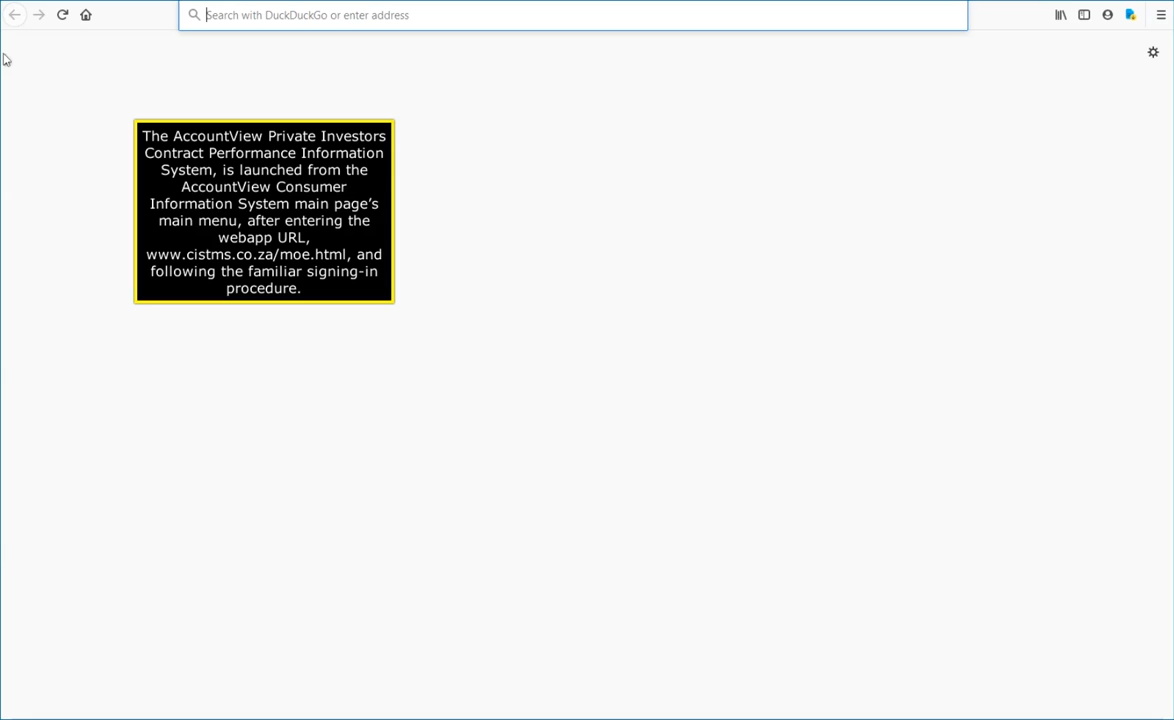 Search with DuckDuckGo or enter address
The AccountView Private Investors
Contract Performance Information
System, is launched from the
AccountView Consumer
Information System main page’s
main menu, after entering the
webapp URL,
www.cistms.co.za/moe.html, and
following the familiar signing-in
procedure.